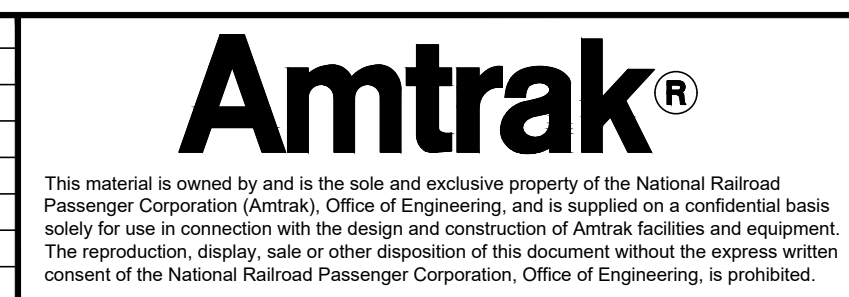 Amtrak®
This material is owned by and is the sole and exclusive property of the National Railroad
Passenger Corporation (Amtrak), Office of Engineering, and is supplied on a confidential basis
solely for use in connection with the design and construction of Amtrak facilities and equipment.
The reproduction, display, sale or other disposition of this document without the express written
consent of the National Railroad Passenger Corporation, Office of Engineering, is prohibited.